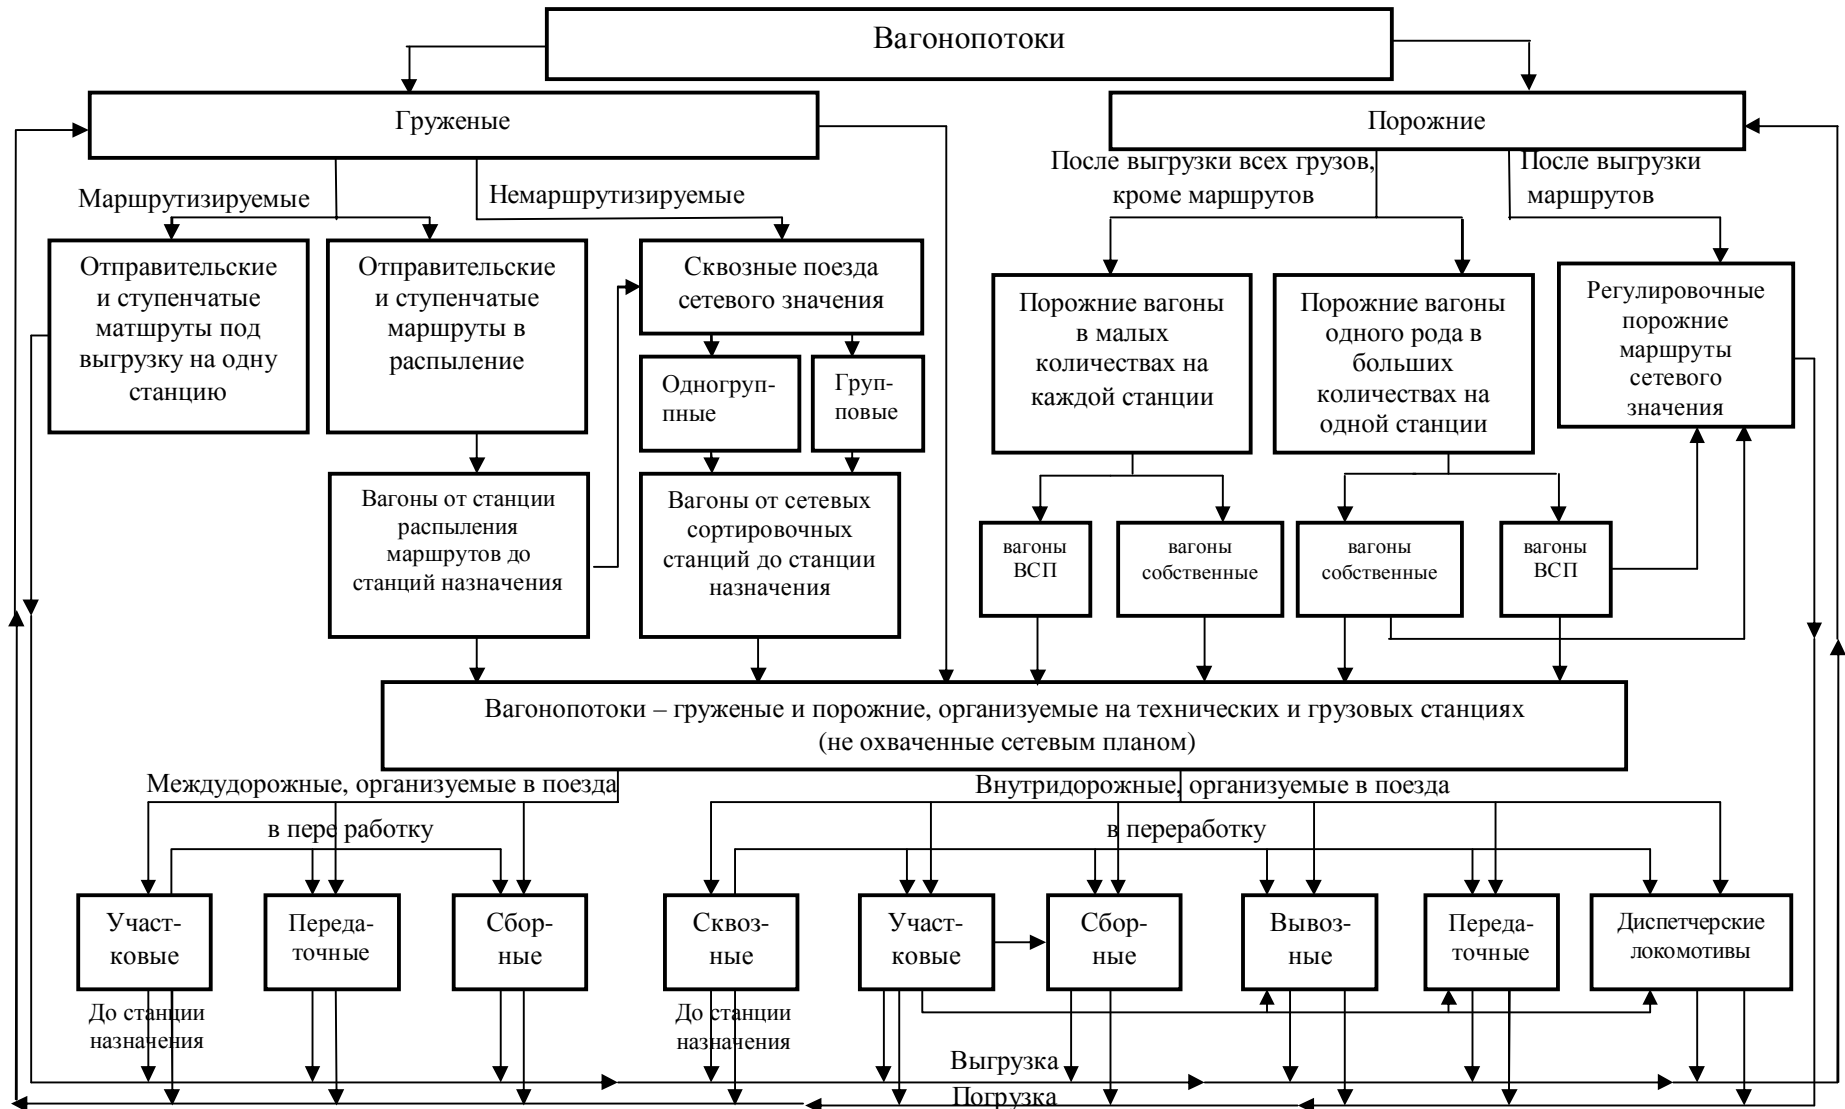 Вагонопотоки
Груженые
Порожние
Маршрутизируемые
Немаршрутизируемые
После выгрузки всех грузов,
кроме маршрутов
После выгрузки
маршрутов
Отправительские
и ступенчатые
матшруты под
выгрузку на одну
станцию
Отправительские
и ступенчатые
маршруты в
распыление
Сквозные поезда
сетевого значения
Одногруп-
пные
Груп-
повые
Порожние вагоны
в малых
количествах на
каждой станции
Порожние вагоны
одного рода в
больших
количествах на
одной станции
Регулировочные
порожние
маршруты
сетевого
значения
Вагоны от станции
распыления
маршрутов до
станций назначения
Вагоны от сетевых
сортировочных
станций до станции
назначения
вагоны
ВСП
вагоны
собственные
вагоны
собственные
вагоны
ВСП
Вагонопотоки – груженые и порожние, организуемые на технических и грузовых станциях
(не охваченные сетевым планом)
Междудорожные, организуемые в поезда
Внутридорожные, организуемые в поезда
в пере работку
в переработку
Участ-
ковые
Переда-
точные
Сбор-
ные
Сквоз-
ные
Участ-
ковые
Сбор-
ные
Вывоз-
ные
Переда-
точные
Диспетчерские
локомотивы
До станции
назначения
До станции
назначения
Выгрузка
Погрузка